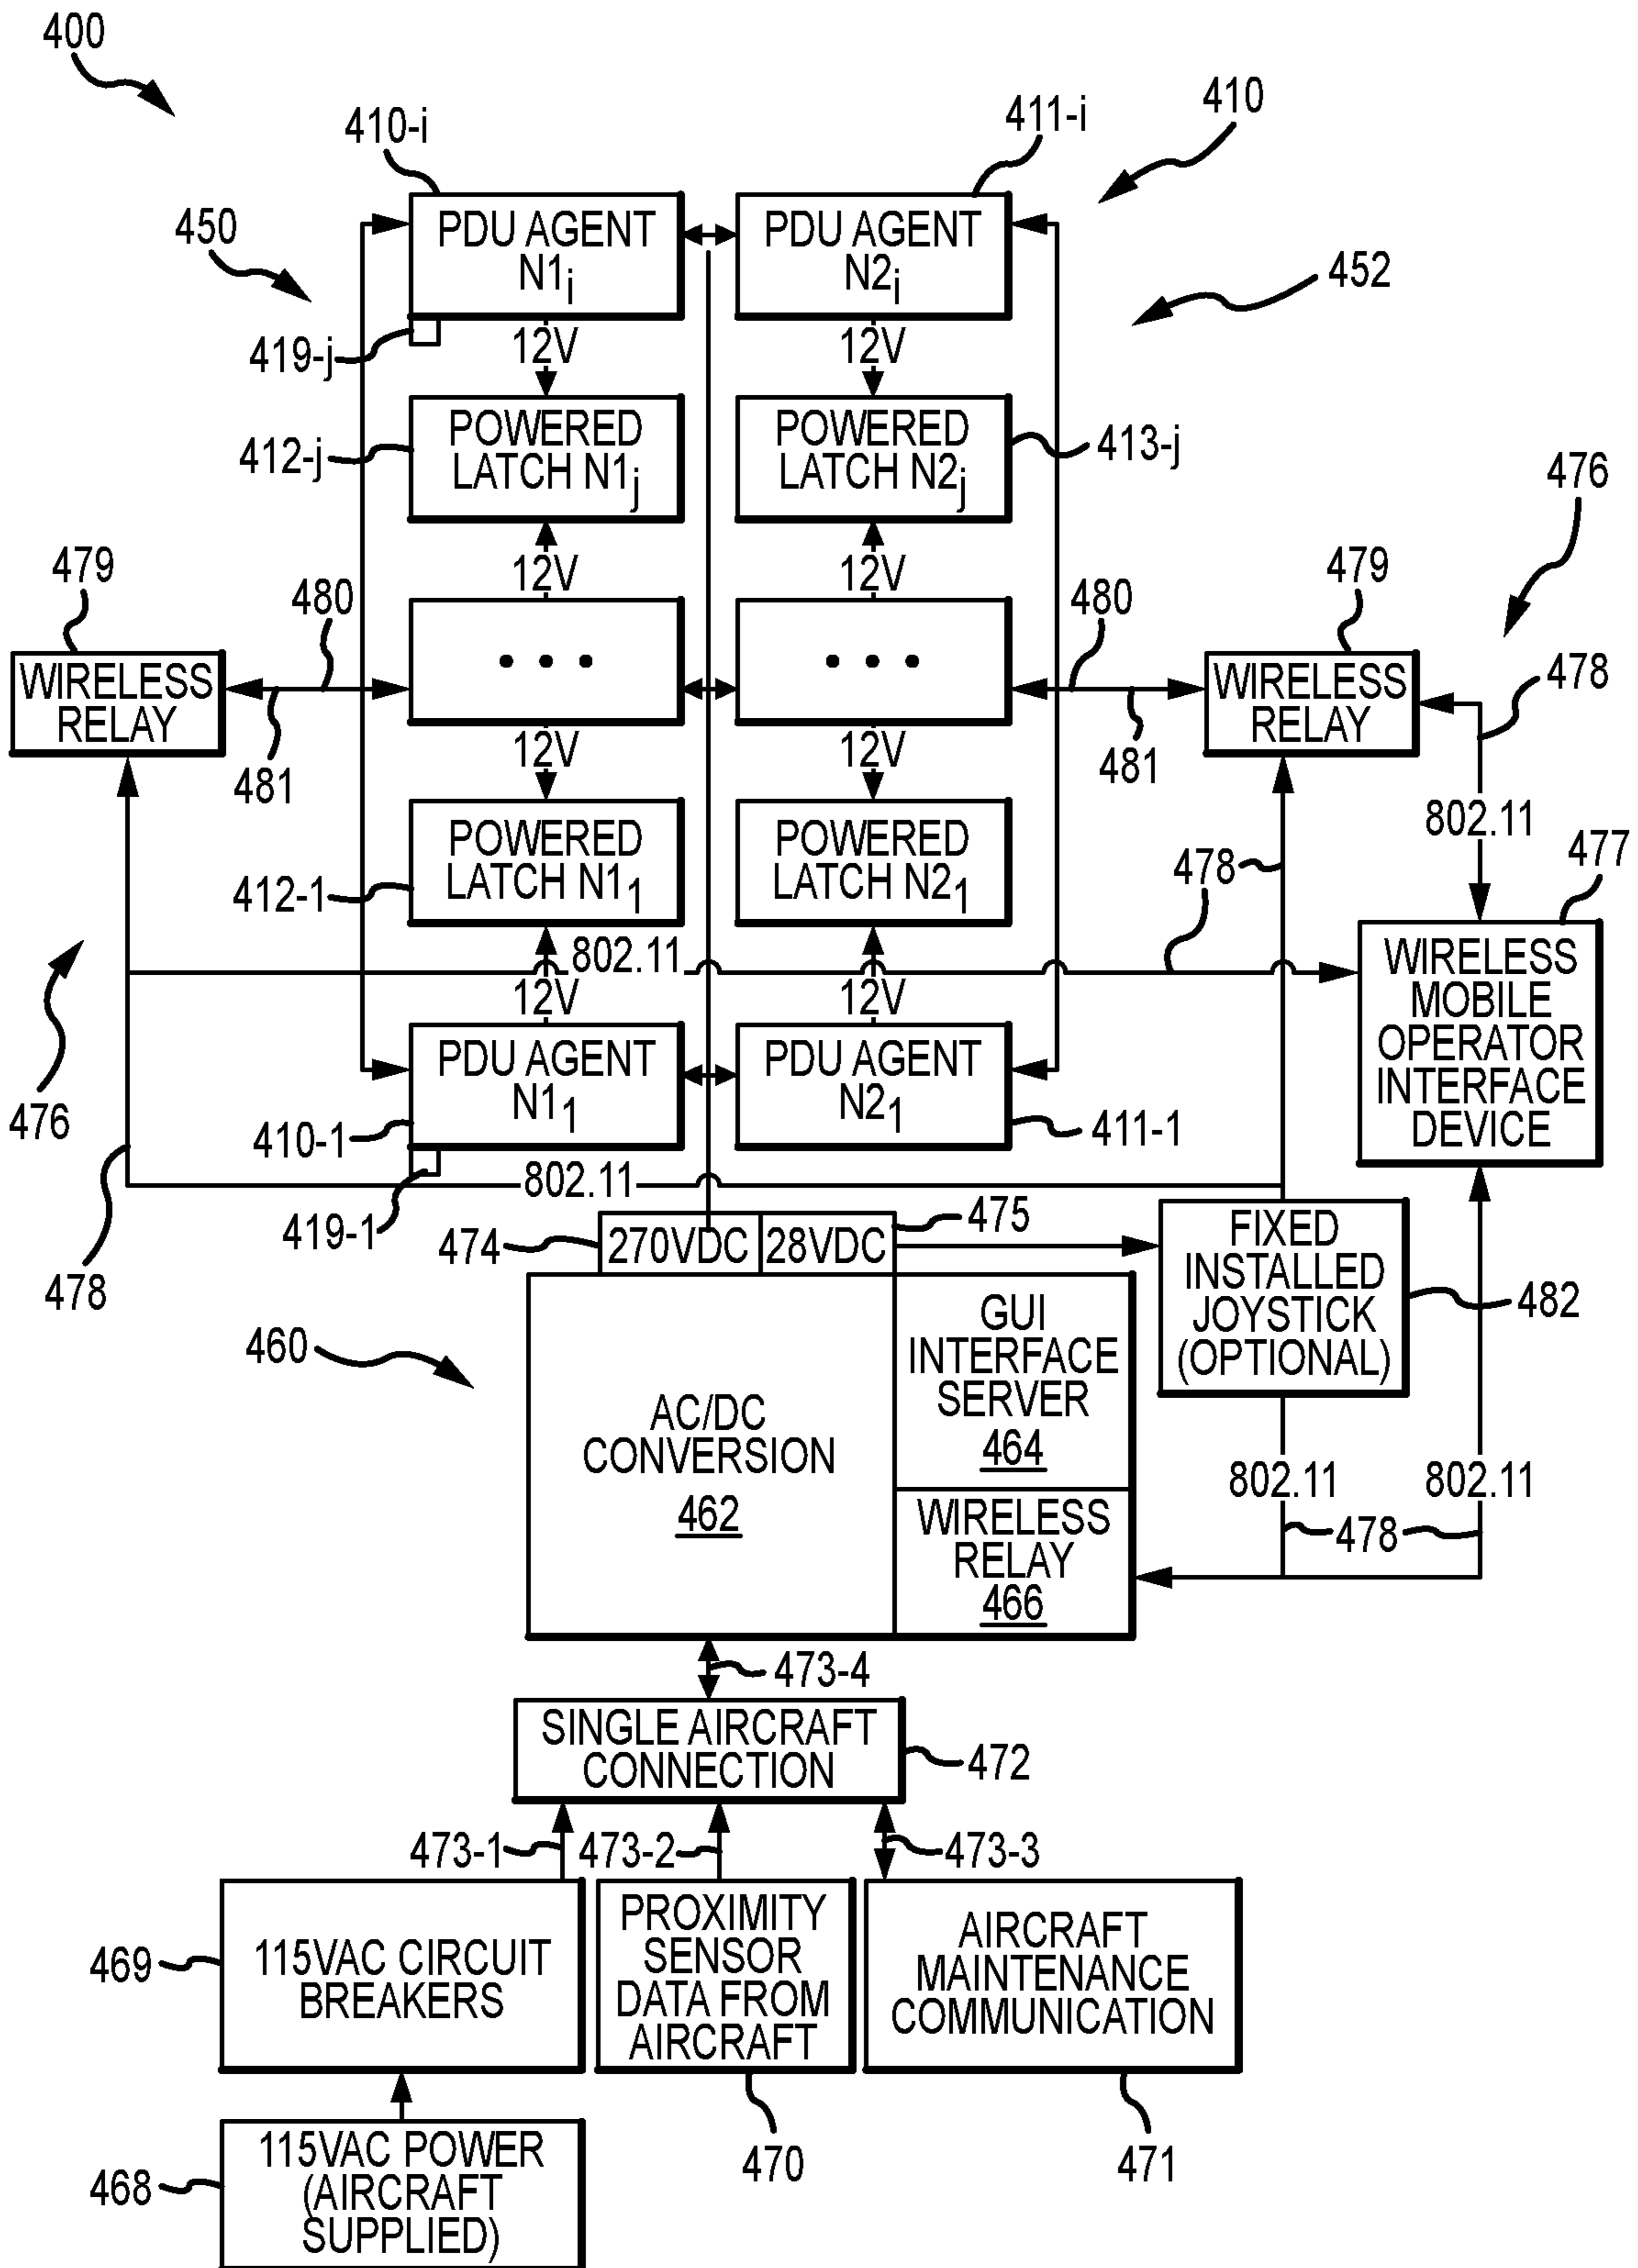 400
410-i
411-i
410
450
452
PDU AGENT
N1i
PDU AGENT
N2i
419-j
12V
12V
412-j
POWERED
LATCH N1j
POWERED
LATCH N2j
413-j
476
12V
12V
479
480
480
479
478
WIRELESS
RELAY
• • •
• • •
WIRELESS
RELAY
481
481
12V
12V
802.11
477
412-1
POWERED
LATCH N11
POWERED
LATCH N21
478
802.11
WIRELESS
MOBILE
OPERATOR
INTERFACE
DEVICE
12V
12V
476
PDU AGENT
N11
PDU AGENT
N21
410-1
411-1
802.11
419-1
478
474
270VDC
28VDC
475
FIXED
INSTALLED
JOYSTICK
(OPTIONAL)
482
460
AC/DC
CONVERSION
462
GUI
INTERFACE
SERVER
464
WIRELESS
RELAY
466
802.11
802.11
478
473-4
SINGLE AIRCRAFT
CONNECTION
472
473-1
473-2
473-3
469
115VAC CIRCUIT
BREAKERS
PROXIMITY
SENSOR
DATA FROM
AIRCRAFT
AIRCRAFT
MAINTENANCE
COMMUNICATION
470
471
468
115VAC POWER
(AIRCRAFT
SUPPLIED)